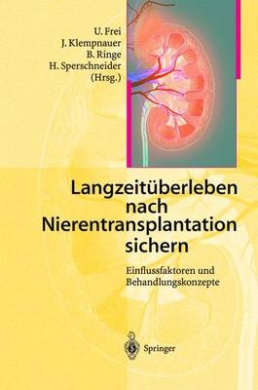 U. Frei
J. Klempnauer
B. Ringe
H. Sperschneider
(Hrsg.)
Langzeitüberleben
nach
Nierentransplantation
sichern
Einflussfaktoren und
Behandlungskonzepte
Springer